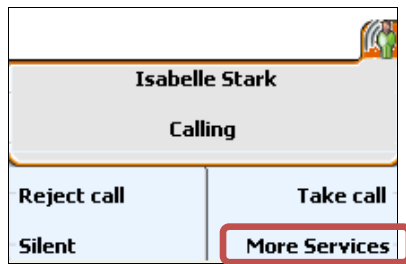 Isabelle Stark
Calling
Reject call
Take call
Silent
More Services